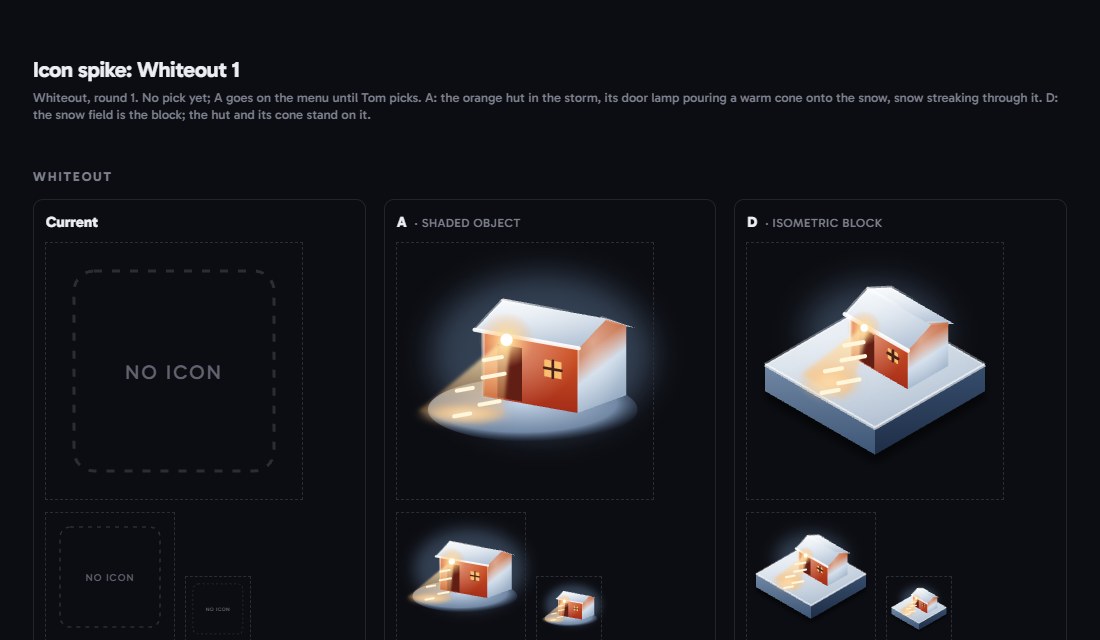 Icon spike: Whiteout 1
Whiteout, round 1. No pick yet; A goes on the menu until Tom picks. A: the orange hut in the storm, its door lamp pouring a warm cone onto the snow, snow streaking through it. D:
the snow field is the block; the hut and its cone stand on it.
WHITEOUT
Current
A · SHADED OBJECT
D · ISOMETRIC BLOCK
NO ICON
NO ICON
NO ICON